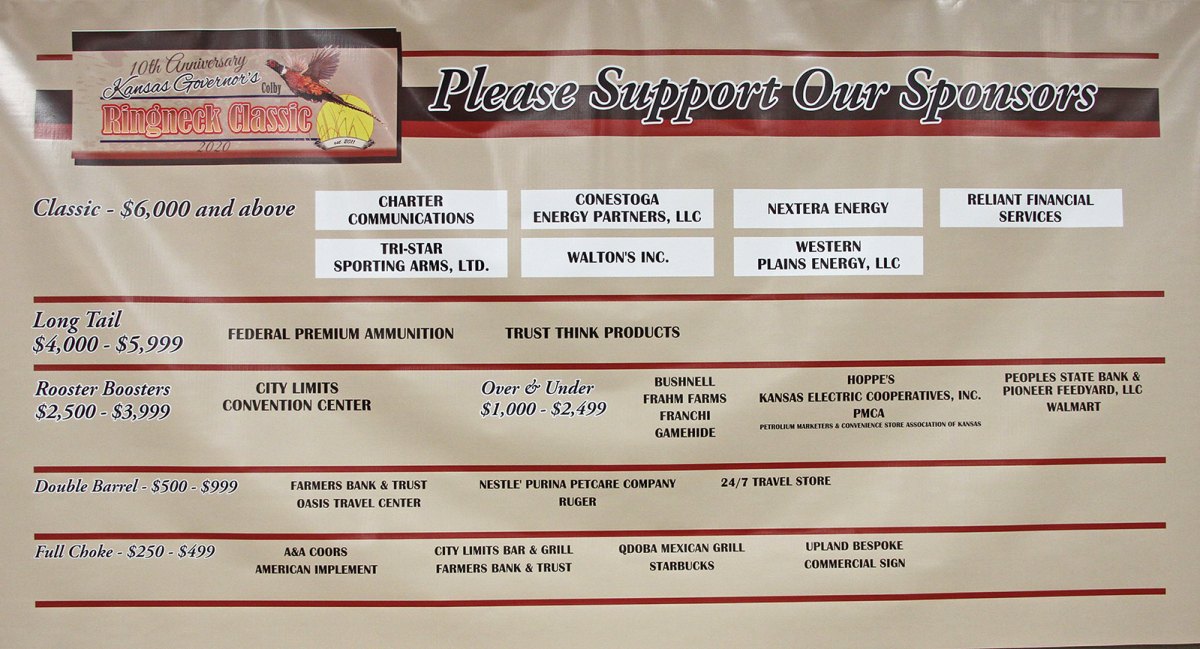 10th Anniversary
Kansas Governor's
Colby
Ringneck Classic
2020
est. 2011
Please Support Our Sponsors
Classic - $6,000 and above
CHARTER
COMMUNICATIONS
CONESTOGA
ENERGY PARTNERS, LLC
NEXTERA ENERGY
RELIANT FINANCIAL
SERVICES
TRI-STAR
SPORTING ARMS, LTD.
WALTON'S INC.
WESTERN
PLAINS ENERGY, LLC
Long Tail
$4,000 - $5,999
FEDERAL PREMIUM AMMUNITION
TRUST THINK PRODUCTS
Rooster Boosters
$2,500 - $3,999
CITY LIMITS
CONVENTION CENTER
Over & Under
$1,000 - $2,499
BUSHNELL
FRAHM FARMS
FRANCHI
GAMEHIDE
HOPPE'S
KANSAS ELECTRIC COOPERATIVES, INC.
PMCA
PETROLIUM MARKETERS & CONVENIENCE STORE ASSOCIATION OF KANSAS
PEOPLES STATE BANK &
PIONEER FEEDYARD, LLC
WALMART
Double Barrel - $500 - $999
FARMERS BANK & TRUST
OASIS TRAVEL CENTER
NESTLE' PURINA PETCARE COMPANY
RUGER
24/7 TRAVEL STORE
Full Choke - $250 - $499
A&A COORS
AMERICAN IMPLEMENT
CITY LIMITS BAR & GRILL
FARMERS BANK & TRUST
QDOBA MEXICAN GRILL
STARBUCKS
UPLAND BESPOKE
COMMERCIAL SIGN